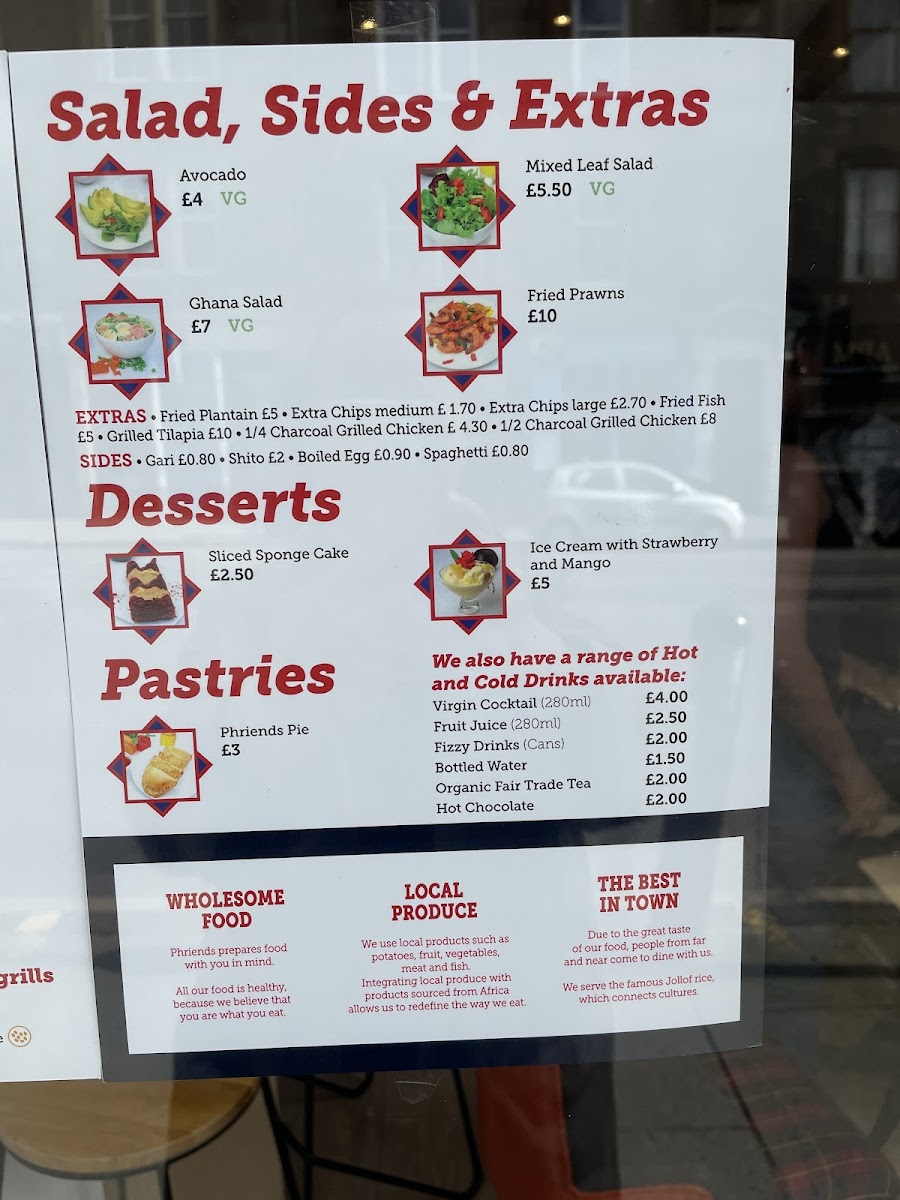 Salad, Sides & Extras
Avocado
£4 VG
Mixed Leaf Salad
£5.50 VG
Ghana Salad
£7 VG
Fried Prawns
£10
EXTRAS • Fried Plantain £5 • Extra Chips medium £ 1.70 • Extra Chips large £2.70 • Fried Fish
£5 • Grilled Tilapia £10 • 1/4 Charcoal Grilled Chicken £ 4.30 • 1/2 Charcoal Grilled Chicken £8
SIDES • Gari £0.80 • Shito £2 • Boiled Egg £0.90 • Spaghetti £0.80
Desserts
Sliced Sponge Cake
£2.50
Ice Cream with Strawberry
and Mango
£5
Pastries
Phriends Pie
£3
We also have a range of Hot
and Cold Drinks available:
Virgin Cocktail (280ml) £4.00
Fruit Juice (280ml) £2.50
Fizzy Drinks (Cans) £2.00
Bottled Water £1.50
Organic Fair Trade Tea £2.00
Hot Chocolate £2.00
WHOLESOME
FOOD
Phriends prepares food
with you in mind.
All our food is healthy,
because we believe that
you are what you eat.
LOCAL
PRODUCE
We use local products such as
potatoes, fruit, vegetables,
meat and fish.
Integrating local produce with
products sourced from Africa
allows us to redefine the way we eat.
THE BEST
IN TOWN
Due to the great taste
of our food, people from far
and near come to dine with us.
We serve the famous Jollof rice,
which connects cultures.
grills